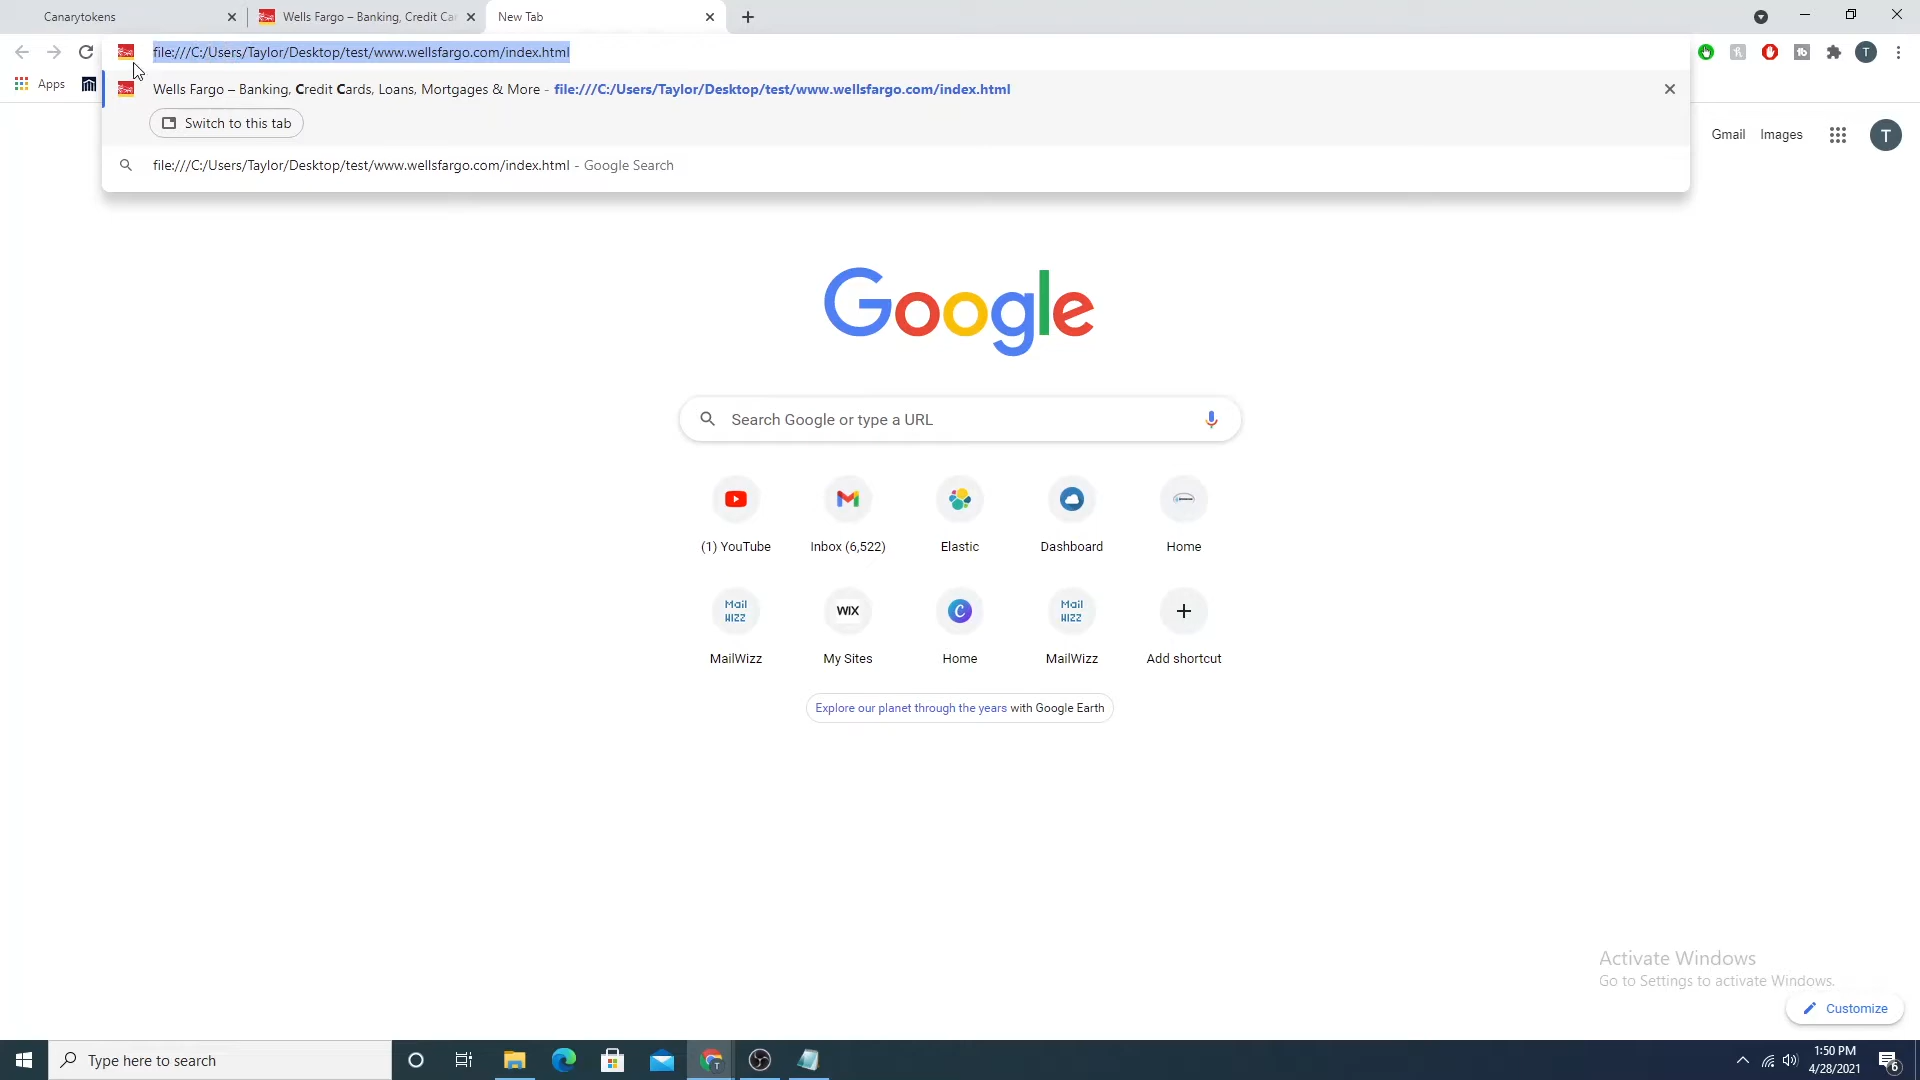 Canarytokens
Wells Fargo – Banking, Credit Car
New Tab
file:///C:/Users/Taylor/Desktop/test/www.wellsfargo.com/index.html
T
Apps
Wells Fargo – Banking, Credit Cards, Loans, Mortgages & More - file:///C:/Users/Taylor/Desktop/test/www.wellsfargo.com/index.html
Switch to this tab
file:///C:/Users/Taylor/Desktop/test/www.wellsfargo.com/index.html - Google Search
Gmail Images T
Google
Search Google or type a URL
(1) YouTube Inbox (6,522) Elastic Dashboard Home
Mail
WIZZ
WIX
C
Mail
WIZZ
MailWizz My Sites Home MailWizz Add shortcut
Explore our planet through the years with Google Earth
Activate Windows
Go to Settings to activate Windows.
Customize
Type here to search
1:50 PM
4/28/2021
6